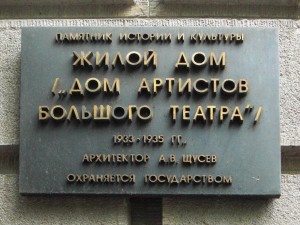 ПАМЯТНИК ИСТОРИИ И КУЛЬТУРЫ
ЖИЛОЙ ДОМ
/„ДОМ АРТИСТОВ
БОЛЬШОГО ТЕАТРА"/
1933-1935 ГГ.
АРХИТЕКТОР А.В. ЩУСЕВ
ОХРАНЯЕТСЯ ГОСУДАРСТВОМ